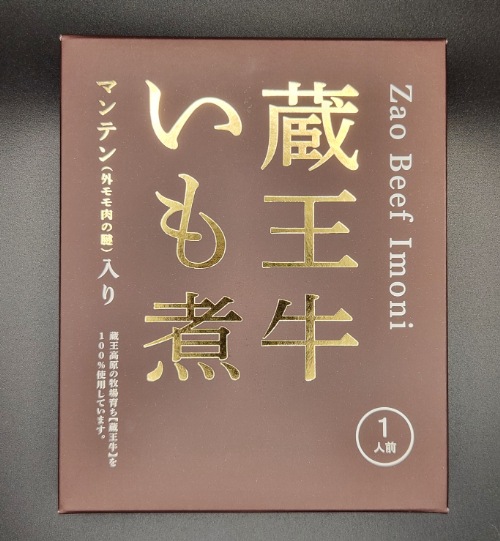 Zao Beef Imoni
蔵王牛
いも煮
マンテン（外モモ肉の腱）入り
蔵王高原の牧場育ち【蔵王牛】を
100%使用しています。
1
人前